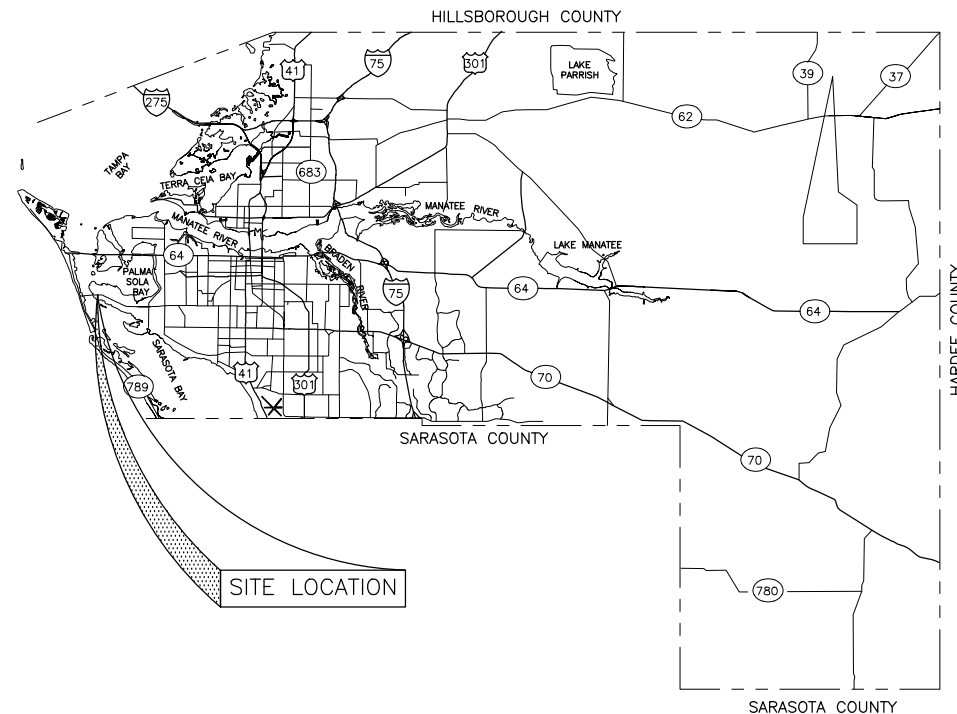 HILLSBOROUGH COUNTY
41
75
301
LAKE
PARRISH
39
37
275
62
TAMPA
BAY
TERRA CEIA BAY
683
MANATEE RIVER
MANATEE RIVER
64
BRADEN
RIVER
LAKE MANATEE
PALMA
SOLA
BAY
75
64
64
HARDEE COUNTY
SARASOTA BAY
789
41
301
70
SARASOTA COUNTY
70
SITE LOCATION
780
SARASOTA COUNTY